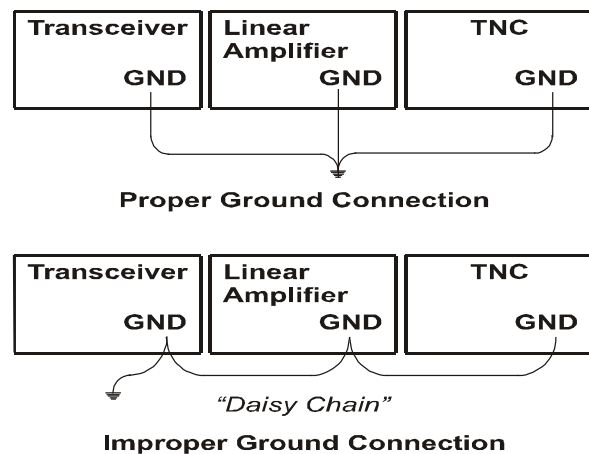 Transceiver
Linear
Amplifier
TNC
GND
GND
GND
Proper Ground Connection
Transceiver
Linear
Amplifier
TNC
GND
GND
GND
“Daisy Chain”
Improper Ground Connection